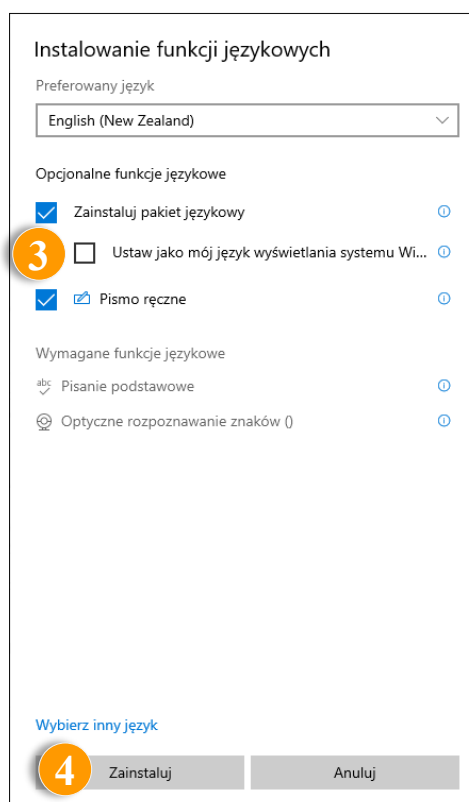 Instalowanie funkcji językowych
Preferowany język
English (New Zealand)
Opcjonalne funkcje językowe
Zainstaluj pakiet językowy
3
Ustaw jako mój język wyświetlania systemu Wi...
Pismo ręczne
Wymagane funkcje językowe
abc Pisanie podstawowe
Optyczne rozpoznawanie znaków ()
Wybierz inny język
4 Zainstaluj Anuluj